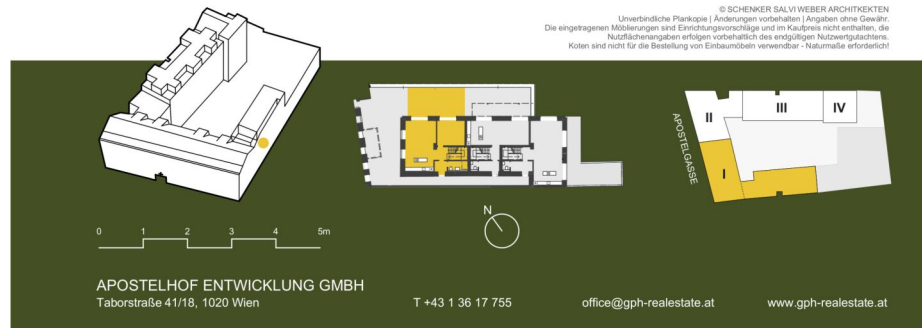 © SCHENKER SALVI WEBER ARCHITEKTEN
Unverbindliche Plankopie | Änderungen vorbehalten | Angaben ohne Gewähr.
Die eingetragenen Möblierungen sind Einrichtungsvorschläge und im Kaufpreis nicht enthalten, die
Nutzflächenangaben erfolgen vorbehaltlich des endgültigen Nutzwertgutachtens.
Koten sind nicht für die Bestellung von Einbaumöbeln verwendbar - Naturmaße erforderlich!
II
III
IV
APOSTELGASSE
I
N
0 1 2 3 4 5m
APOSTELHOF ENTWICKLUNG GMBH
Taborstraße 41/18, 1020 Wien
T +43 1 36 17 755
office@gph-realestate.at
www.gph-realestate.at